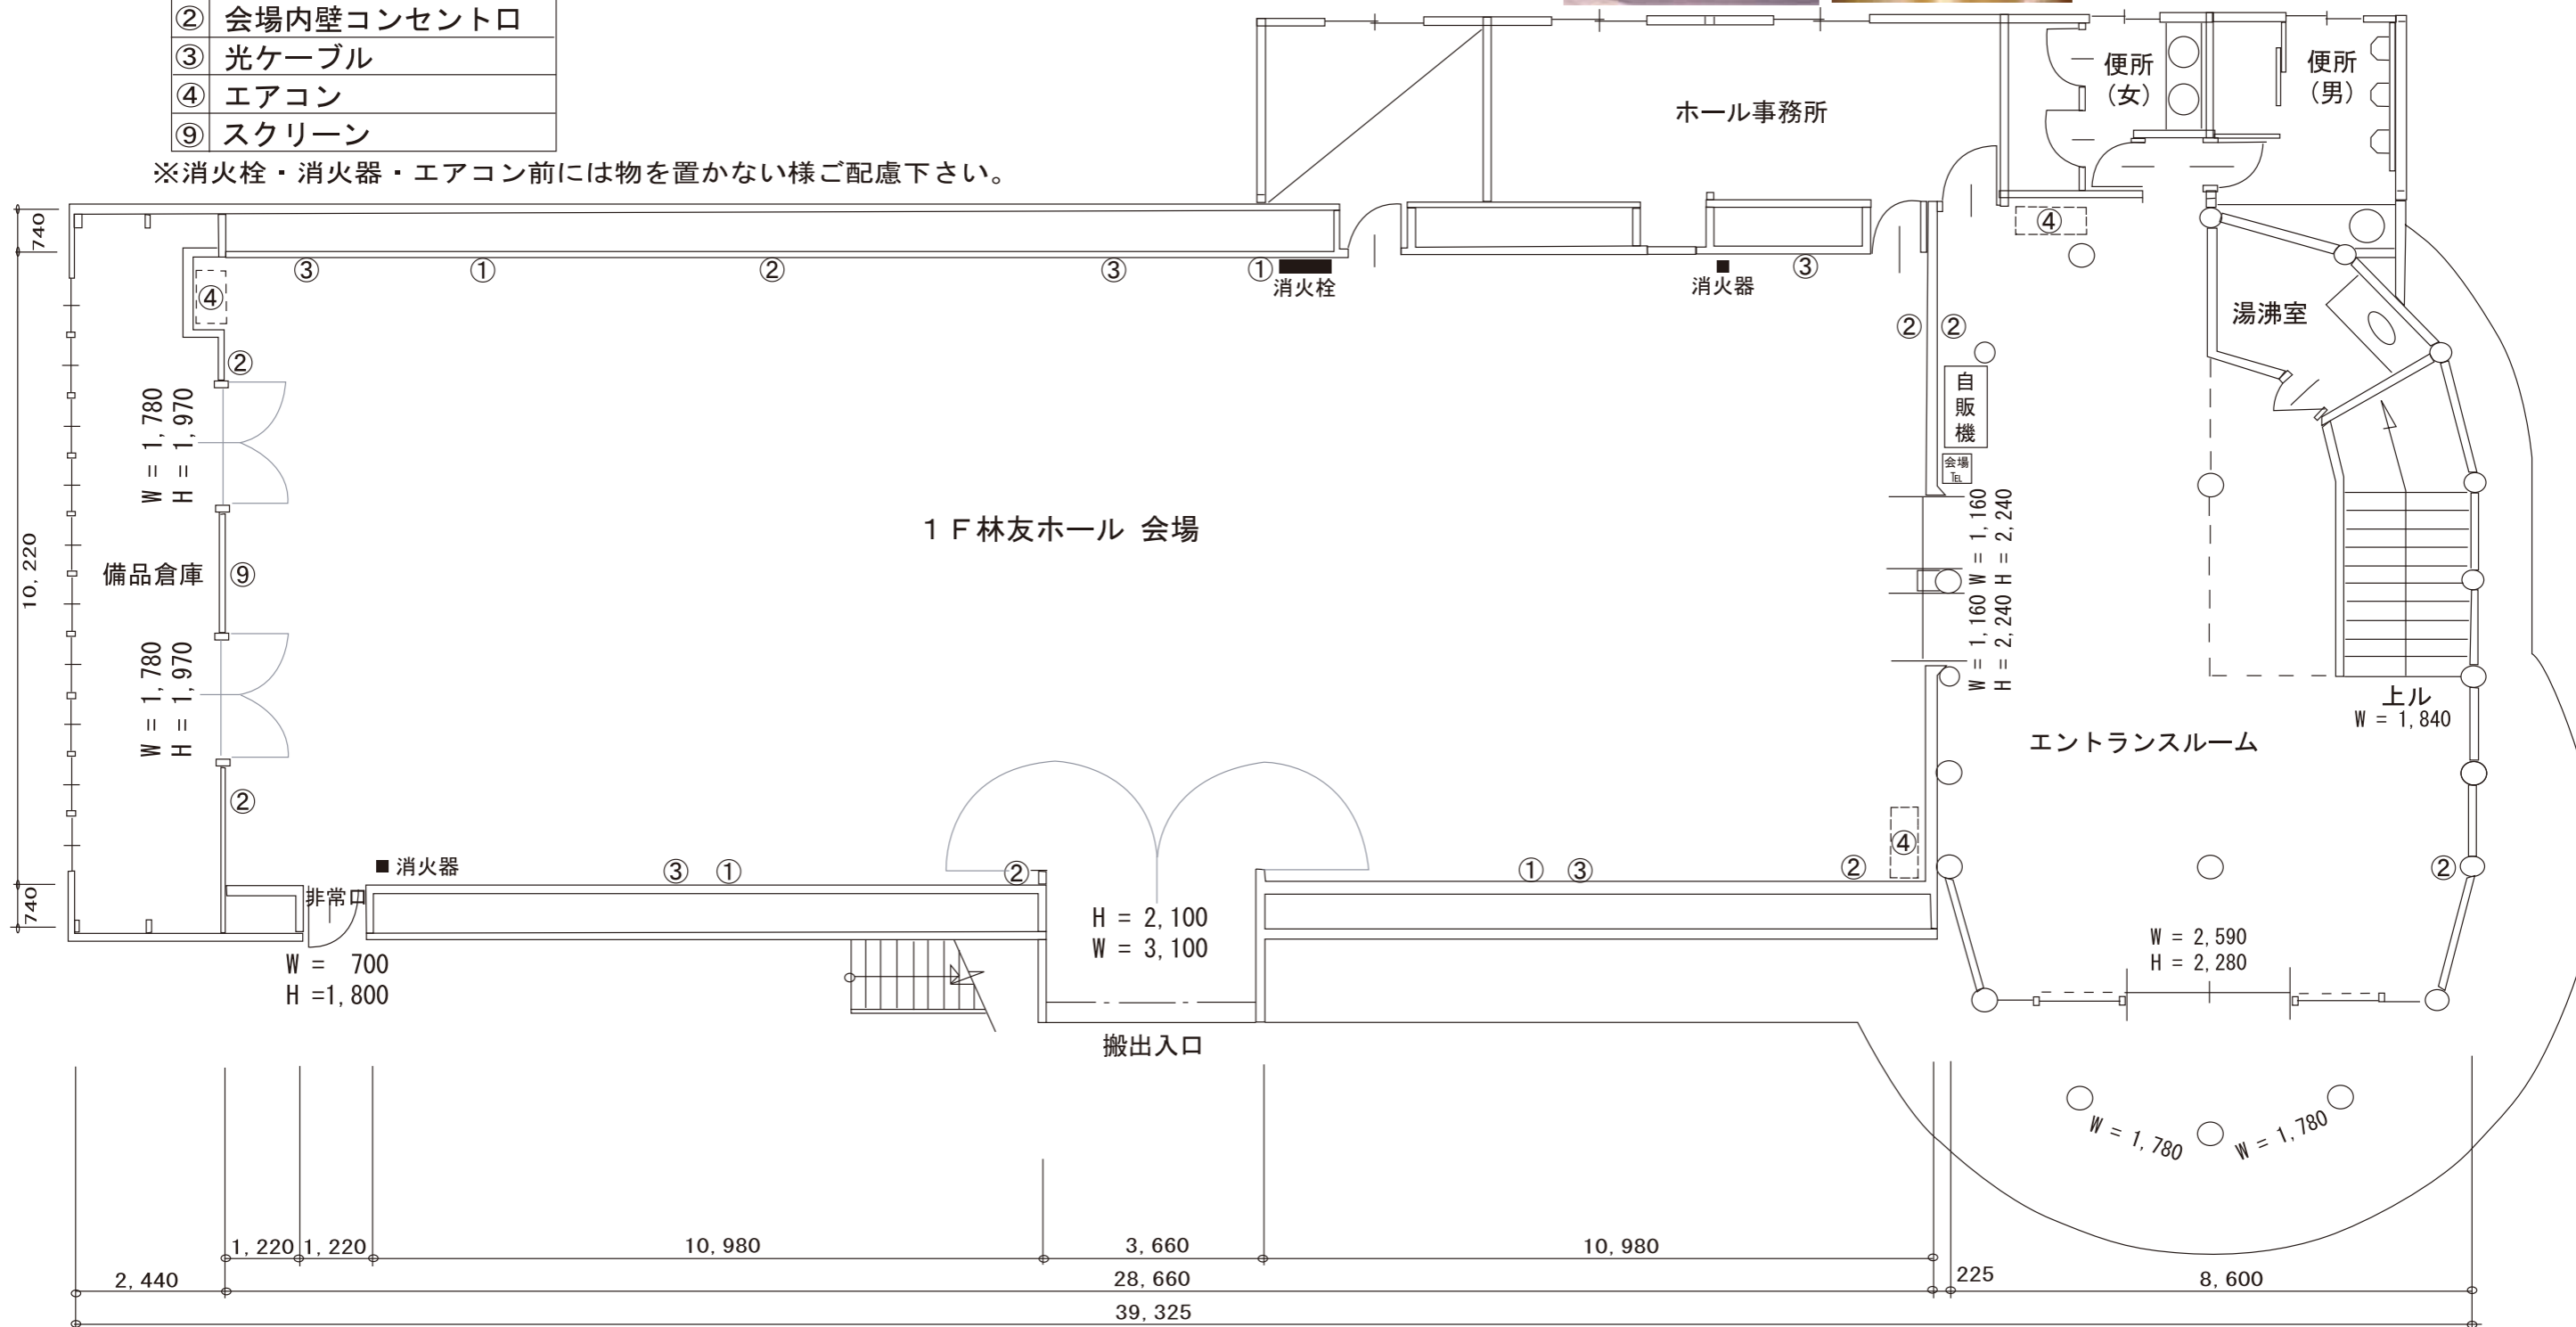 ② 会場内壁コンセント口
③ 光ケーブル
④ エアコン
⑨ スクリーン
※消火栓・消火器・エアコン前には物を置かない様ご配慮下さい。
便所
(女)
便所
(男)
ホール事務所
④
740
③
①
②
③
①
消火栓
消火器
③
④
②
②
②
湯沸室
自
販
機
会場
TEL
W = 1,780
H = 1,970
W = 1,160
H = 2,240
10,220
1F林友ホール 会場
備品倉庫
⑨
W = 1,160
H = 2,240
W = 1,780
H = 1,970
上ル
W = 1,840
エントランスルーム
②
④
消火器
③
①
②
①
③
②
②
非常口
740
H = 2,100
W = 3,100
W = 2,590
H = 2,280
W = 700
H =1,800
搬出入口
W = 1,780
W = 1,780
1,220
1,220
10,980
3,660
10,980
2,440
28,660
225
8,600
39,325